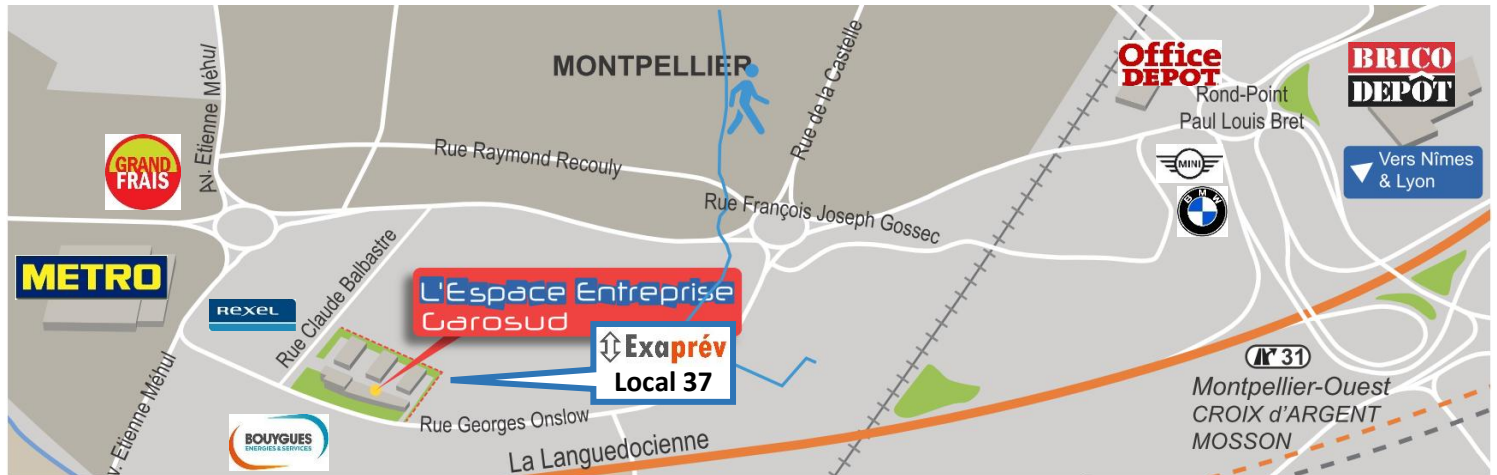 MONTPELLIER
Av. Etienne Méhul
Rue de la Castelle
Office
DEPOT
BRICO
DEPÔT
Rond-Point
Paul Louis Bret
GRAND
FRAIS
Rue Raymond Recouly
MINI
Vers Nîmes
& Lyon
BMW
Rue François Joseph Gossec
METRO
Rue Claude Balbastre
REXEL
L'Espace Entreprise
Garosud
Exaprév
Local 37
31
Montpellier-Ouest
CROIX d'ARGENT
MOSSON
Av. Etienne Méhul
Rue Georges Onslow
BOUYGUES
ENERGIES & SERVICES
La Languedocienne